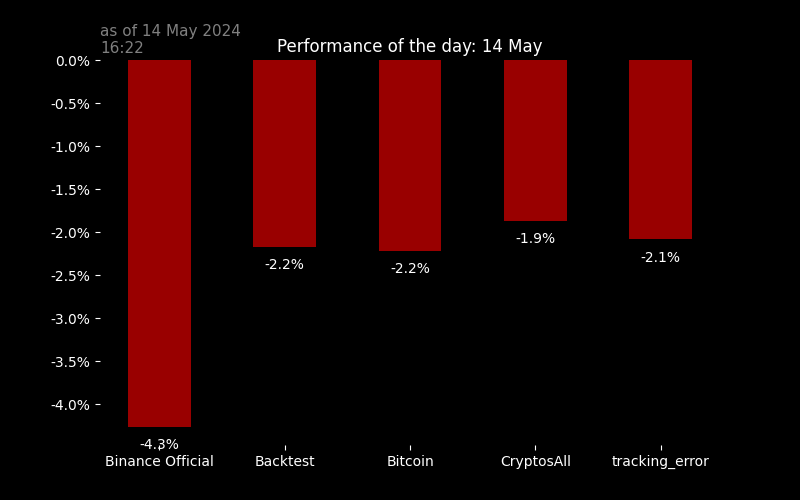 as of 14 May 2024
16:22
Performance of the day: 14 May
0.0%
-0.5%
-1.0%
-1.5%
-2.0%
-2.5%
-3.0%
-3.5%
-4.0%
-4.3%
-2.2%
-2.2%
-1.9%
-2.1%
Binance Official
Backtest
Bitcoin
CryptosAll
tracking_error